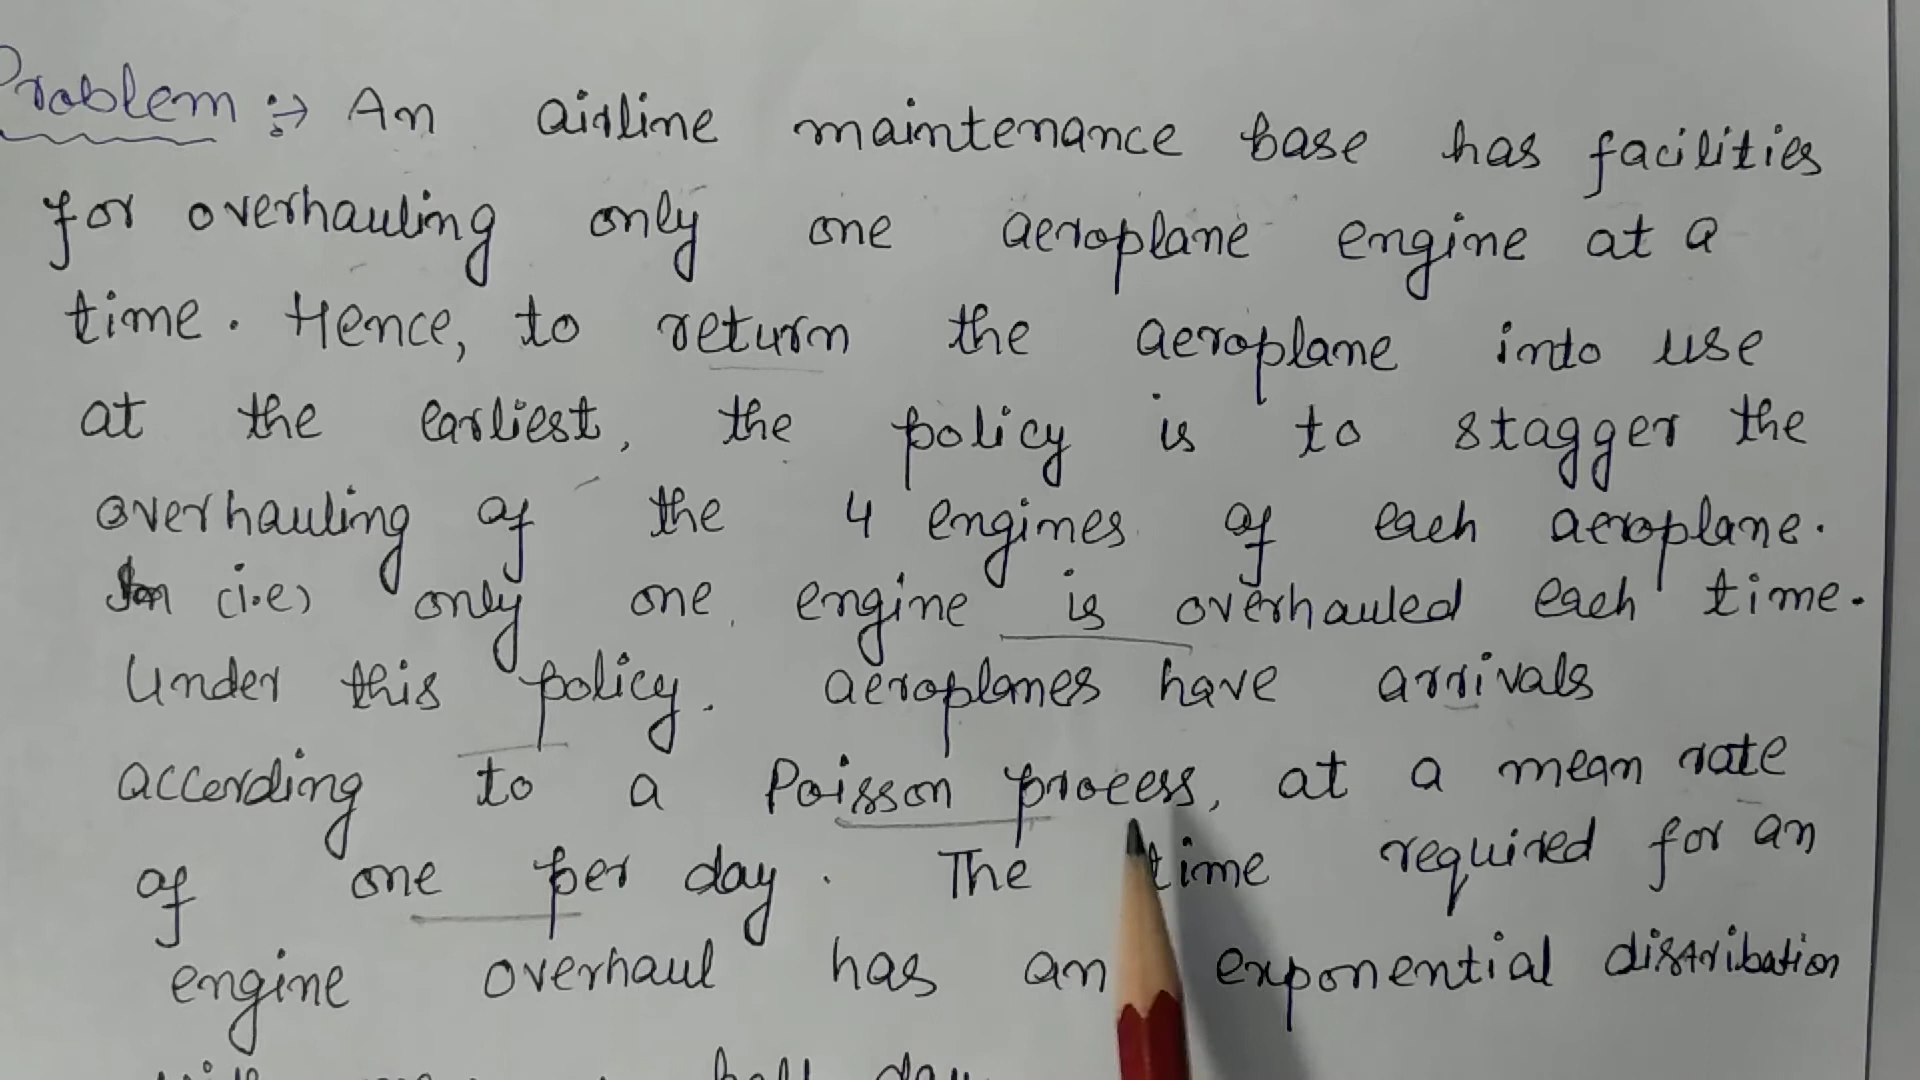 Problem :→ An airline maintenance base has facilities
for overhauling only one aeroplane engine at a
time. Hence, to return the aeroplane into use
at the earliest, the policy is to stagger the
overhauling of the 4 engines of each aeroplane.
(i.e) only one engine is overhauled each time.
Under this policy. aeroplanes have arrivals
according to a Poisson process, at a mean rate
of one per day. The time required for an
engine overhaul has an exponential distribation
half day